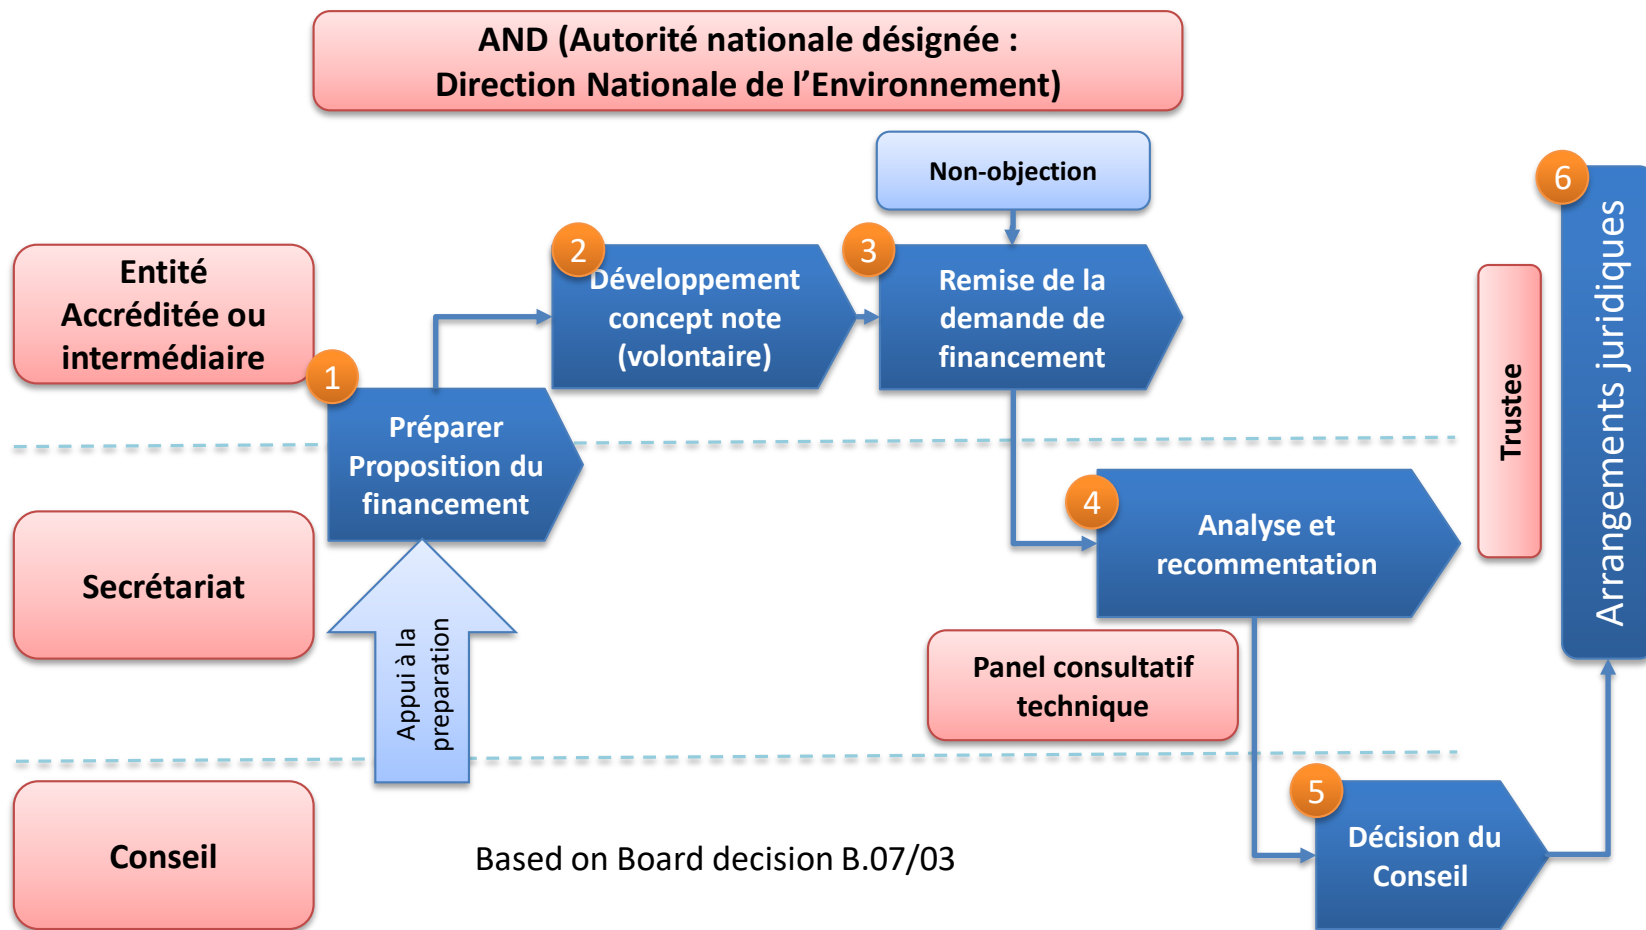 AND (Autorité nationale désignée :
Direction Nationale de l’Environnement)
Non-objection
6
Arrangements juridiques
Entité
Accréditée ou
intermédiaire
2
Développement
concept note
(volontaire)
3
Remise de la
demande de
financement
Trustee
1
Préparer
Proposition du
financement
4
Analyse et
recommentation
Secrétariat
Appui à la
preparation
Panel consultatif
technique
5
Décision du
Conseil
Conseil
Based on Board decision B.07/03